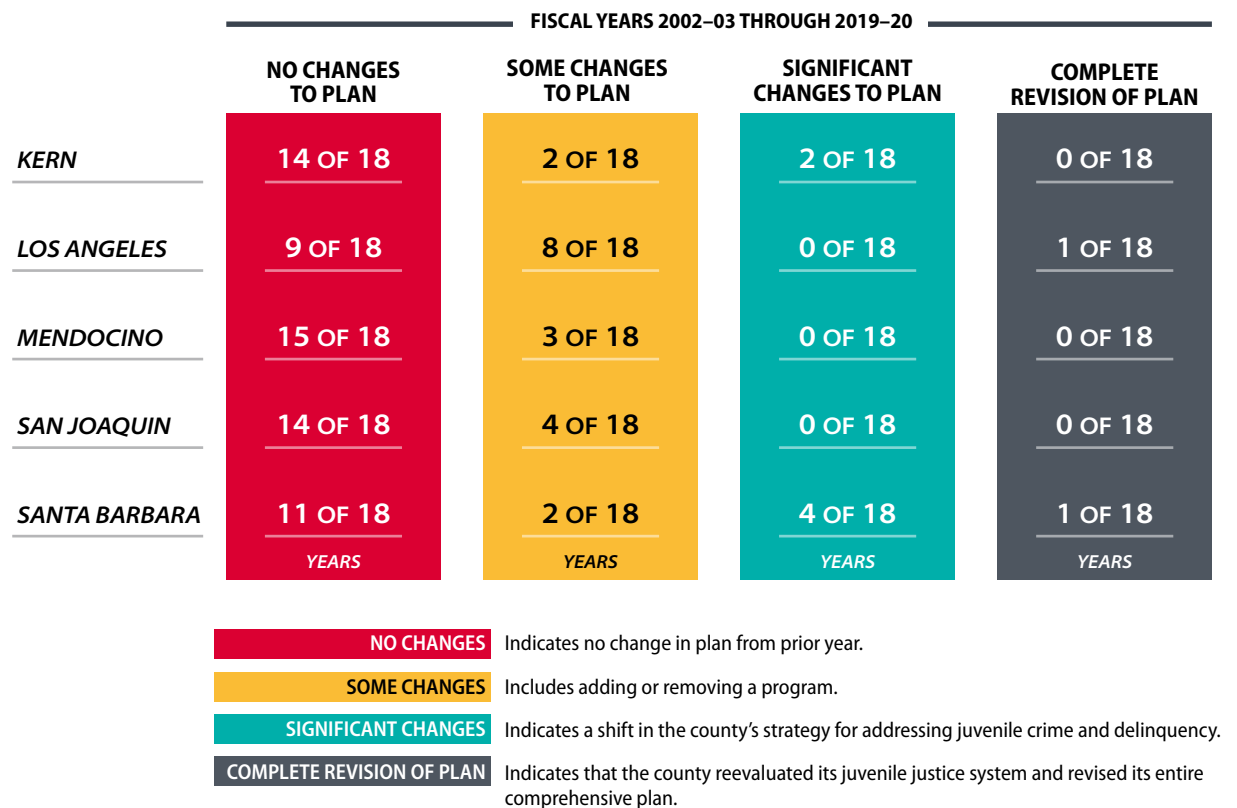 FISCAL YEARS 2002–03 THROUGH 2019–20
NO CHANGES
TO PLAN
SOME CHANGES
TO PLAN
SIGNIFICANT
CHANGES TO PLAN
COMPLETE
REVISION OF PLAN
KERN 14 OF 18 2 OF 18 2 OF 18 0 OF 18
LOS ANGELES 9 OF 18 8 OF 18 0 OF 18 1 OF 18
MENDOCINO 15 OF 18 3 OF 18 0 OF 18 0 OF 18
SAN JOAQUIN 14 OF 18 4 OF 18 0 OF 18 0 OF 18
SANTA BARBARA 11 OF 18 2 OF 18 4 OF 18 1 OF 18
YEARS YEARS YEARS YEARS
NO CHANGES Indicates no change in plan from prior year.
SOME CHANGES Includes adding or removing a program.
SIGNIFICANT CHANGES Indicates a shift in the county’s strategy for addressing juvenile crime and delinquency.
COMPLETE REVISION OF PLAN Indicates that the county reevaluated its juvenile justice system and revised its entire
comprehensive plan.